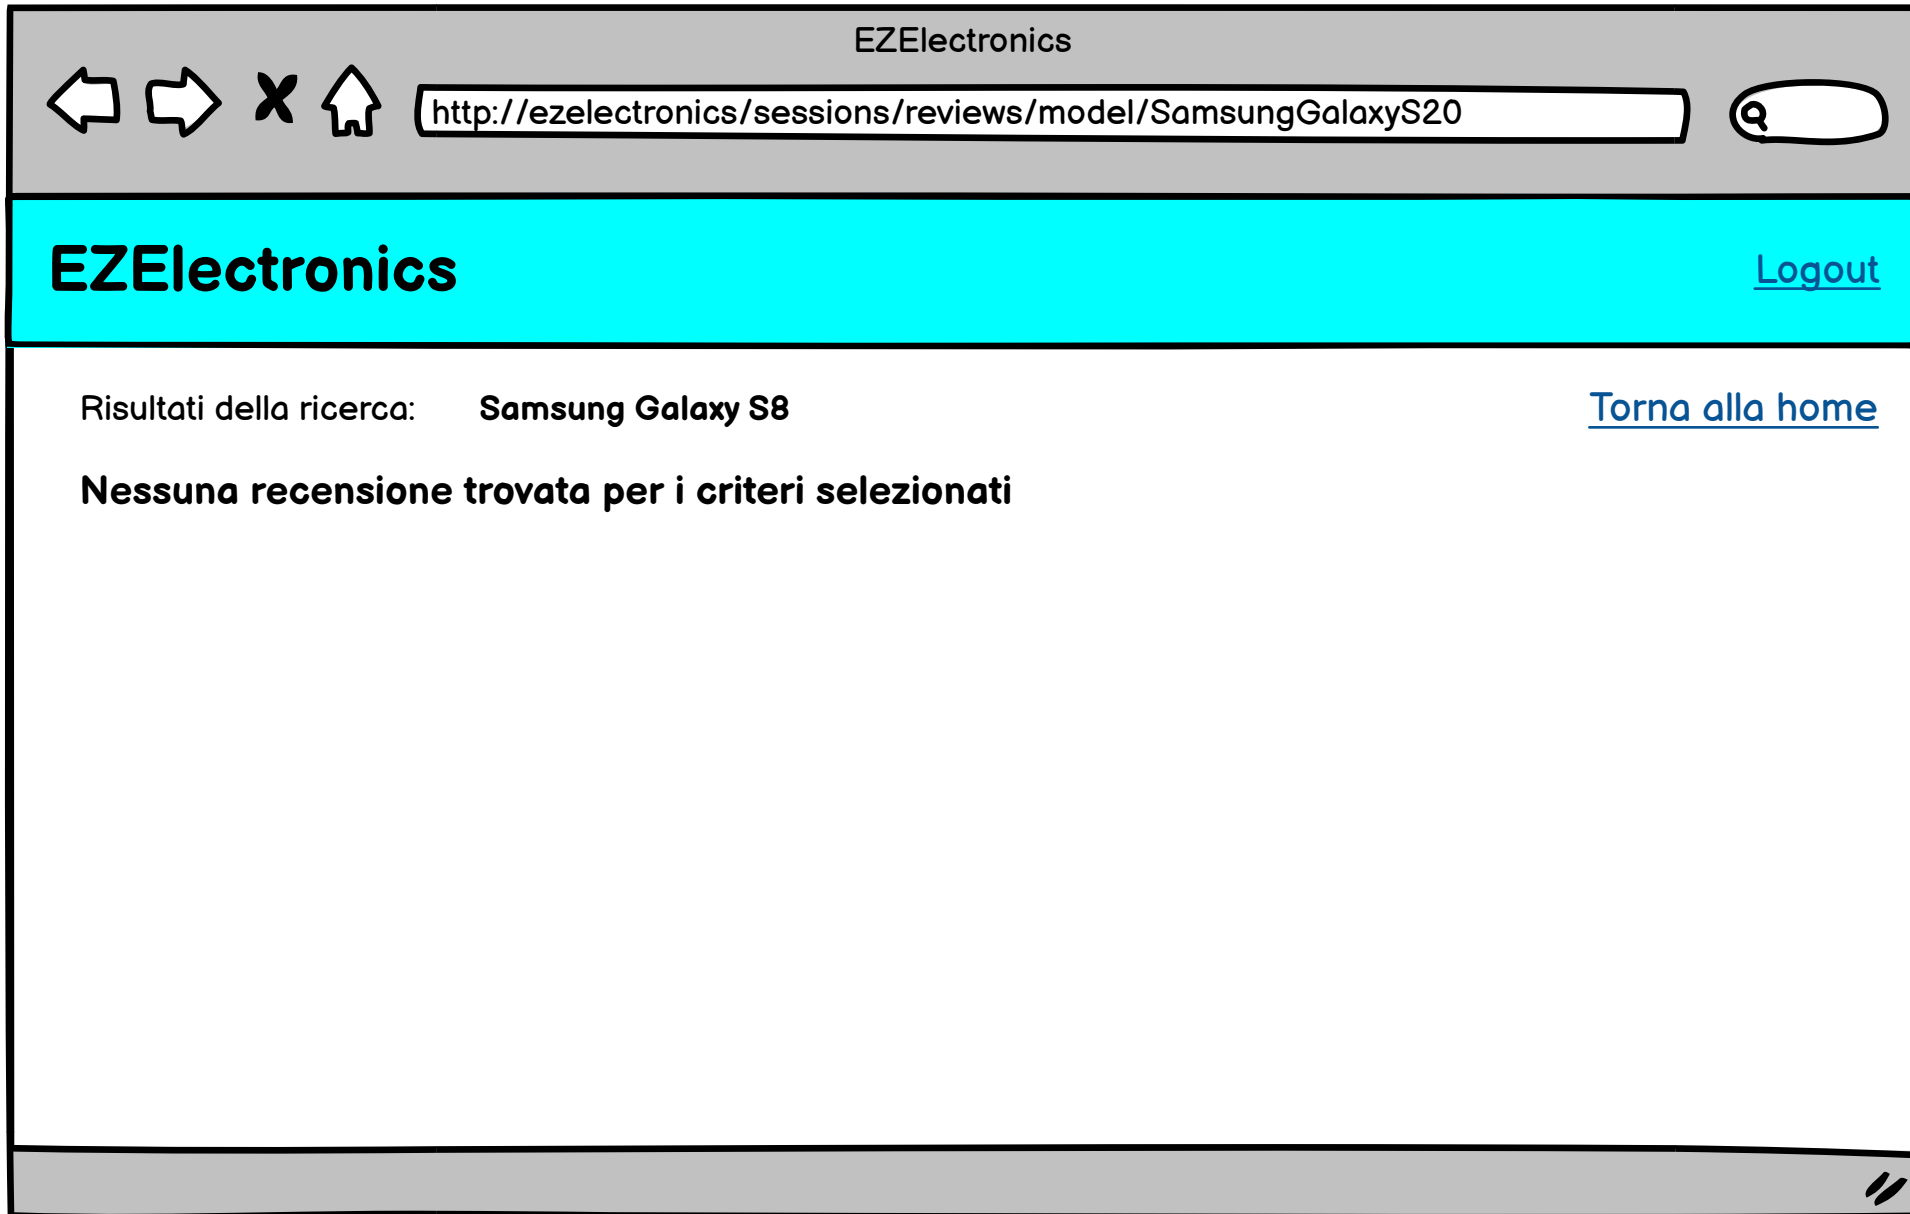 EZElectronics
http://ezelectronics/sessions/reviews/model/SamsungGalaxyS20
EZElectronics
Logout
Risultati della ricerca: Samsung Galaxy S8
Torna alla home
Nessuna recensione trovata per i criteri selezionati